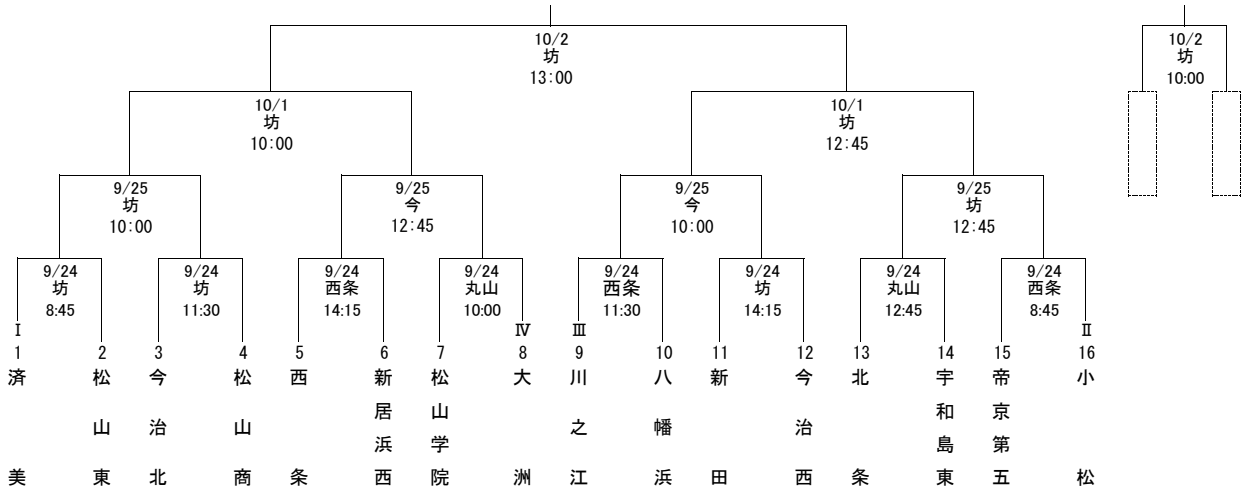 10/2
坊
13:00
10/2
坊
10:00
10/1
坊
10:00
10/1
坊
12:45
9/25
坊
10:00
9/25
今
12:45
9/25
今
10:00
9/25
坊
12:45
9/24
坊
8:45
9/24
坊
11:30
9/24
西条
14:15
9/24
丸山
10:00
9/24
西条
11:30
9/24
坊
14:15
9/24
丸山
12:45
9/24
西条
8:45
Ⅰ
1
済美
2
松山東
3
今治北
4
松山商
5
西条
6
新居浜西
7
松山学院
Ⅳ
8
大洲
Ⅲ
9
川之江
10
八幡浜
11
新田
12
今治西
13
北条
14
宇和島東
15
帝京第五
Ⅱ
16
小松